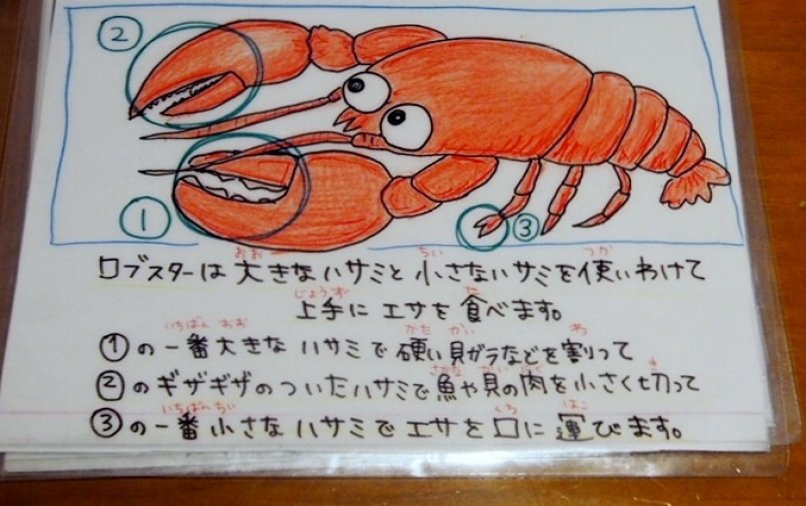 ②
①
③
おお ちい つか
ロブスターは大きなハサミと小さなハサミを使いわけて
じょうず た
上手にエサを食べます。
いちばん おお かた かい わ
①の一番大きなハサミで硬い貝ガラなどを割って
さかな かい にく き
②のギザギザのついたハサミで魚や貝の肉を小さく切って
いちばんちい くち はこ
③の一番小さなハサミでエサを口に運びます。